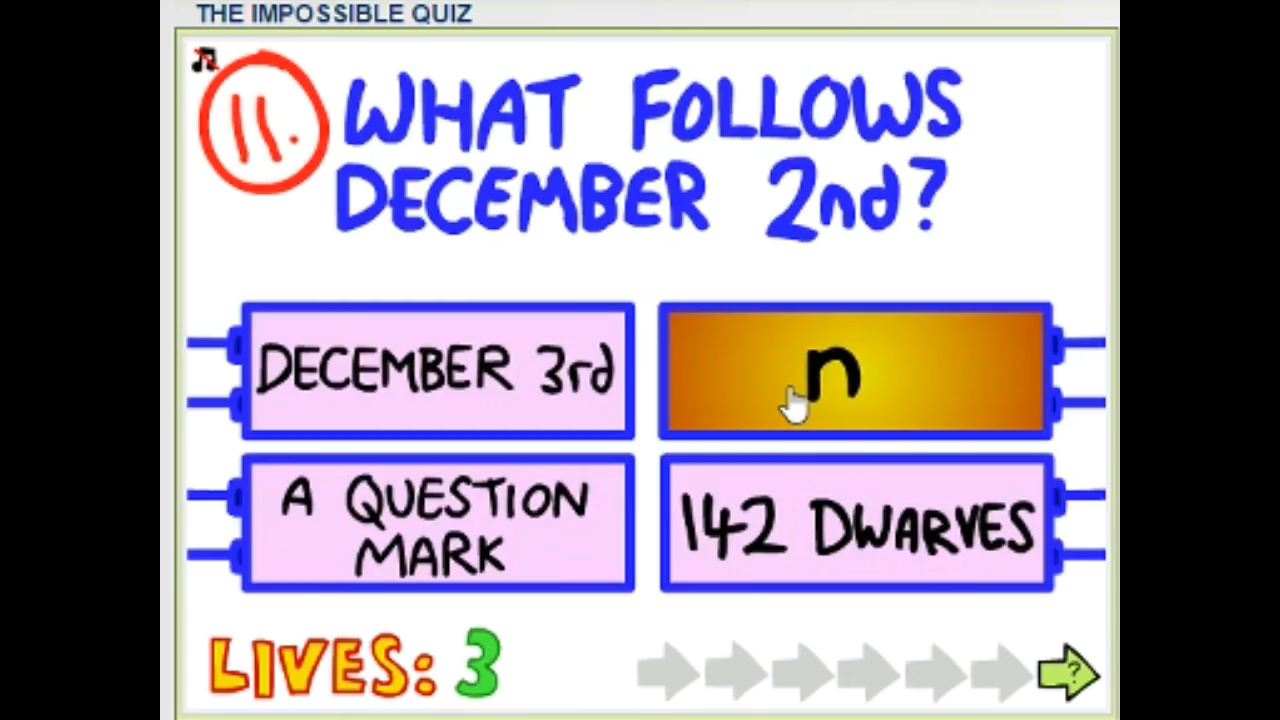 THE IMPOSSIBLE QUIZ
11. WHAT FOLLOWS
DECEMBER 2nd?
DECEMBER 3rd
n
A QUESTION
MARK
142 DWARVES
LIVES: 3
?